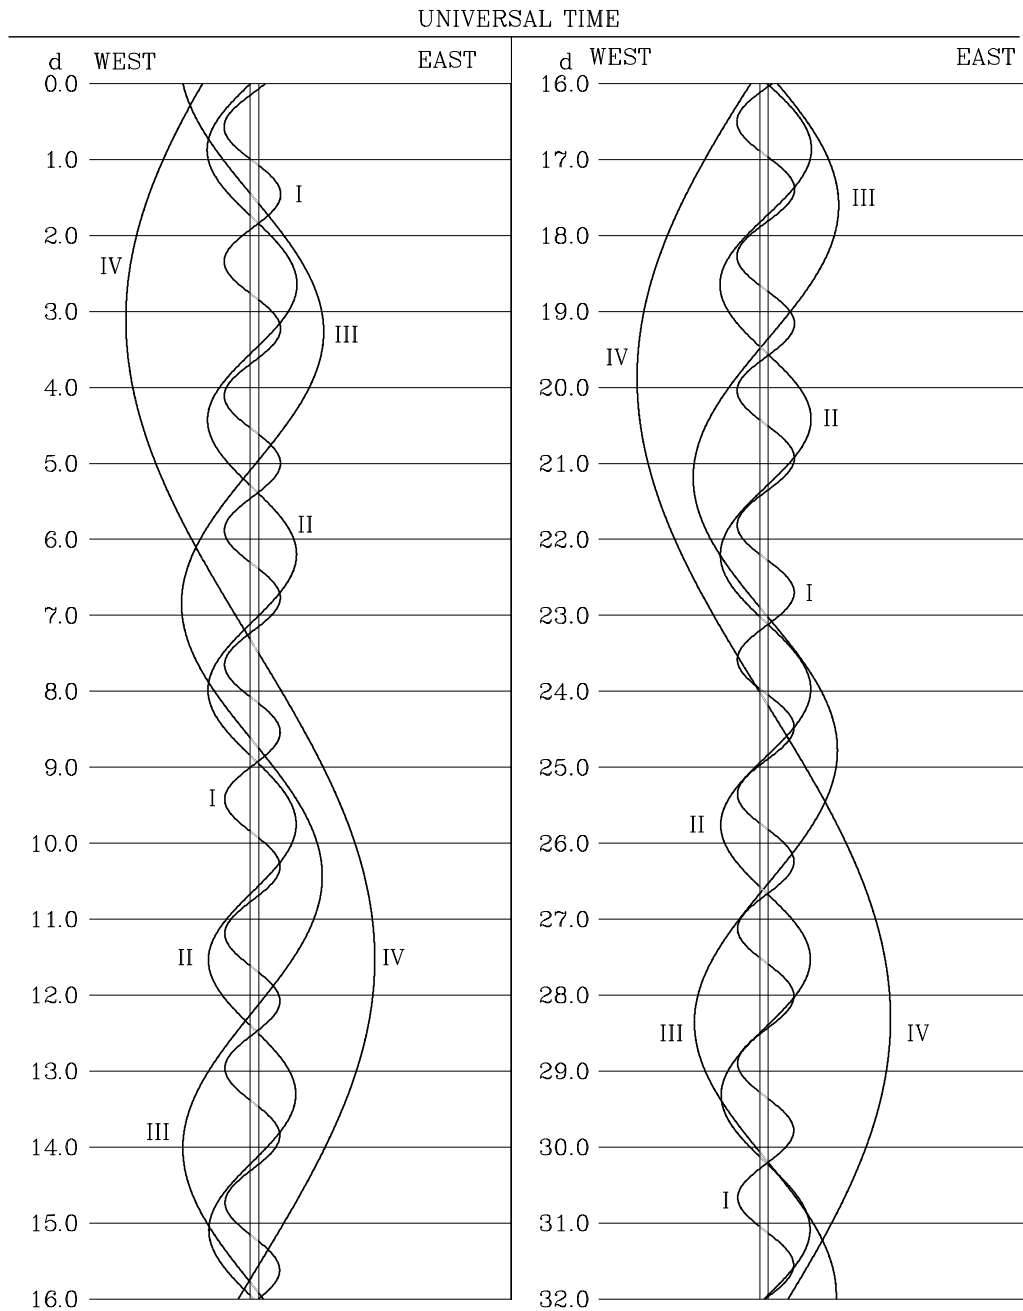 UNIVERSAL TIME
d WEST EAST
0.0
1.0
I
2.0
IV
3.0
III
4.0
5.0
II
6.0
7.0
8.0
9.0
I
10.0
11.0
II IV
12.0
13.0
III
14.0
15.0
16.0
d WEST EAST
16.0
17.0
III
18.0
19.0
IV
20.0
II
21.0
22.0
I
23.0
24.0
25.0
II
26.0
27.0
28.0
III IV
29.0
30.0
I
31.0
32.0